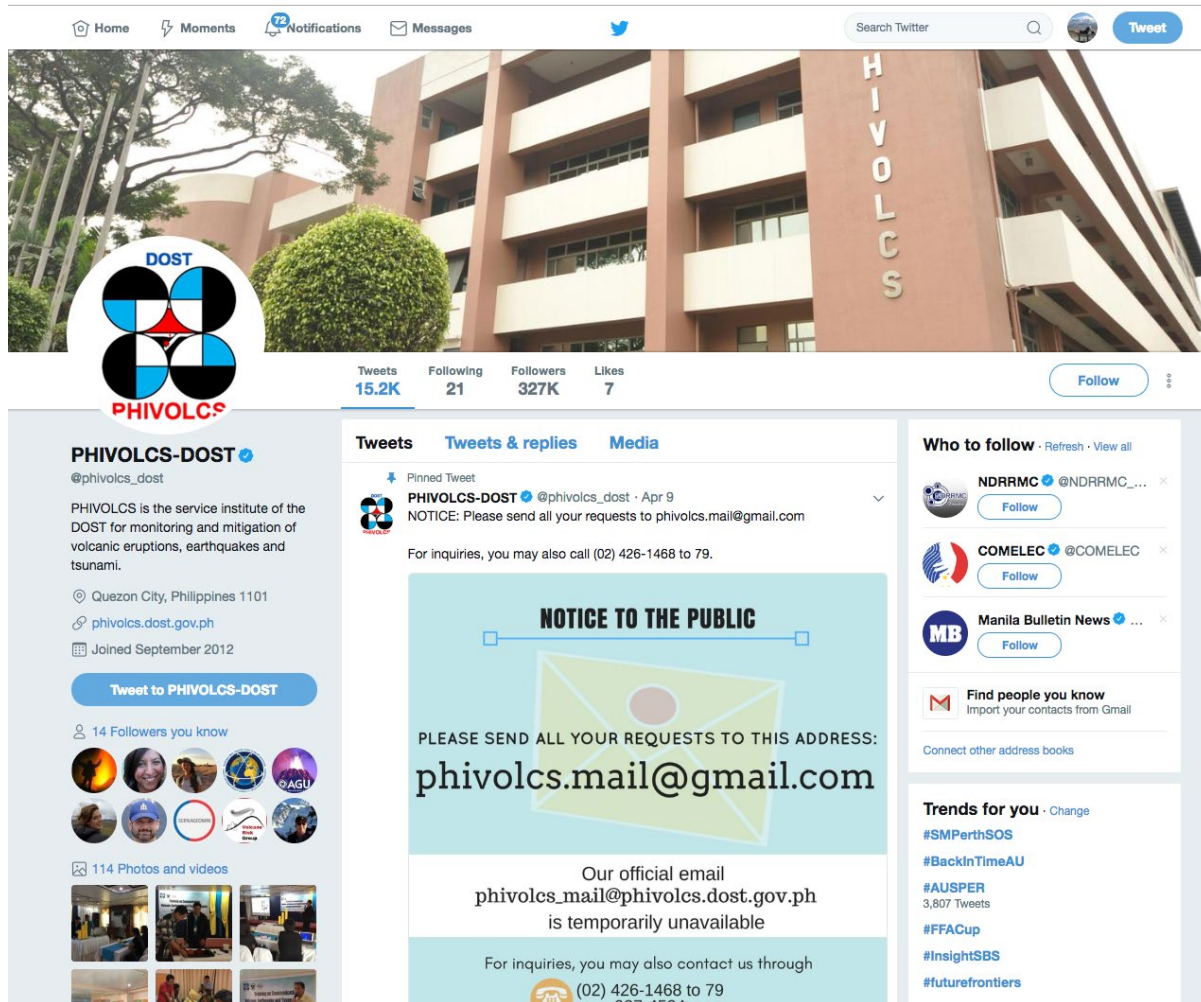 Home
Moments
72
Notifications
Messages
Search Twitter
Tweet
HIVOLCS
DOST
PHIVOLCS
Tweets
15.2K
Following
21
Followers
327K
Likes
7
Follow
PHIVOLCS-DOST
@phivolcs_dost
PHIVOLCS is the service institute of the
DOST for monitoring and mitigation of
volcanic eruptions, earthquakes and
tsunami.
Quezon City, Philippines 1101
phivolcs.dost.gov.ph
Joined September 2012
Tweet to PHIVOLCS-DOST
14 Followers you know
©AGU
Volcano
Risk
Group
114 Photos and videos
Tweets Tweets & replies Media
Pinned Tweet
DOST
PHIVOLCS
PHIVOLCS-DOST @phivolcs_dost · Apr 9
NOTICE: Please send all your requests to phivolcs.mail@gmail.com
For inquiries, you may also call (02) 426-1468 to 79.
NOTICE TO THE PUBLIC
PLEASE SEND ALL YOUR REQUESTS TO THIS ADDRESS:
phivolcs.mail@gmail.com
Our official email
phivolcs_mail@phivolcs.dost.gov.ph
is temporarily unavailable
For inquiries, you may also contact us through
(02) 426-1468 to 79
Who to follow · Refresh · View all
NDRRMC
NDRRMC @NDRRMC_...
Follow
COMELEC @COMELEC
Follow
MB
Manila Bulletin News ...
Follow
Find people you know
Import your contacts from Gmail
Connect other address books
Trends for you · Change
#SMPerthSOS
#BackInTimeAU
#AUSPER
3,807 Tweets
#FFACup
#InsightSBS
#futurefrontiers